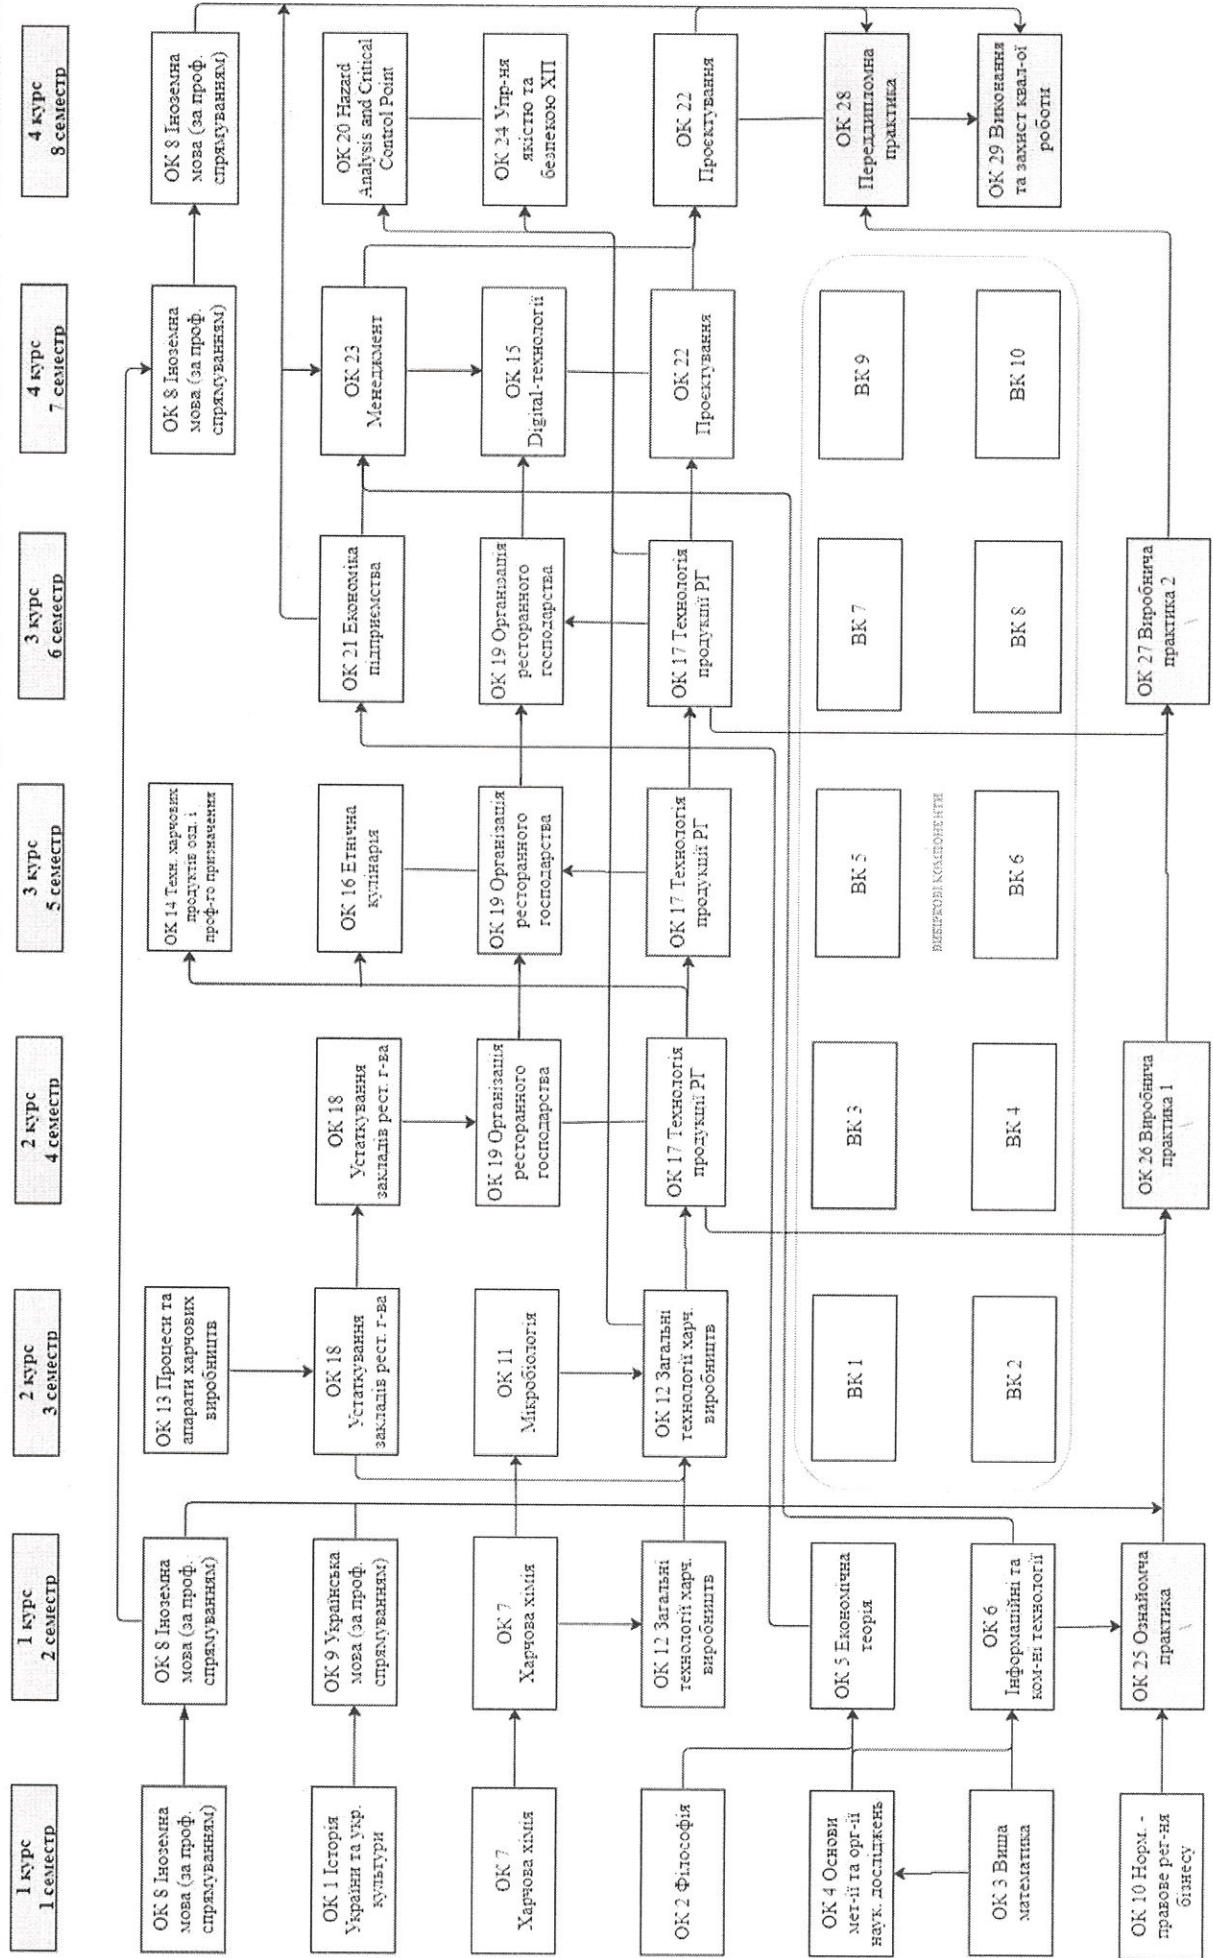 1 курс
1 семестр
1 курс
2 семестр
2 курс
3 семестр
2 курс
4 семестр
3 курс
5 семестр
3 курс
6 семестр
4 курс
7 семестр
4 курс
8 семестр
ОК 8 Іноземна
мова (за проф.
спрямуванням)
ОК 8 Іноземна
мова (за проф.
спрямуванням)
ОК 13 Процеси та
апарати харчових
виробництв
ОК 14 Техн. харчових
продуктів озд. і
проф-го призначення
ОК 8 Іноземна
мова (за проф.
спрямуванням)
ОК 8 Іноземна
мова (за проф.
спрямуванням)
ОК 1 Історія
України та укр.
культури
ОК 9 Українська
мова (за проф.
спрямуванням)
ОК 18
Устаткування
закладів рест. г-ва
ОК 18
Устаткування
закладів рест. г-ва
ОК 16 Етнічна
кулінарія
ОК 21 Економіка
підприємства
ОК 23
Менеджмент
ОК 20 Hazard
Analysis and Critical
Control Point
ОК 7
Харчова хімія
ОК 7
Харчова хімія
ОК 11
Мікробіологія
ОК 19 Організація
ресторанного
господарства
ОК 19 Організація
ресторанного
господарства
ОК 19 Організація
ресторанного
господарства
ОК 15
Digital-технології
ОК 24 Упр-ня
якістю та
безпекою ХП
ОК 2 Філософія
ОК 12 Загальні
технології харч.
виробництв
ОК 12 Загальні
технології харч.
виробництв
ОК 17 Технологія
продукції РГ
ОК 17 Технологія
продукції РГ
ОК 17 Технологія
продукції РГ
ОК 22
Проєктування
ОК 22
Проєктування
ОК 4 Основи
мет-ії та орг-ії
наук. досліджень
ОК 5 Економічна
теорія
ВК 1
ВК 3
ВК 5
ВК 7
ВК 9
ОК 28
Переддипломна
практика
ВИБІРКОВІ КОМПОНЕНТИ
ОК 3 Вища
математика
ОК 6
Інформаційні та
ком-ні технології
ВК 2
ВК 4
ВК 6
ВК 8
ВК 10
ОК 29 Виконання
та захист квал-ої
роботи
ОК 10 Норм. -
правове рег-ня
бізнесу
ОК 25 Ознайомча
практика
ОК 26 Виробнича
практика 1
ОК 27 Виробнича
практика 2